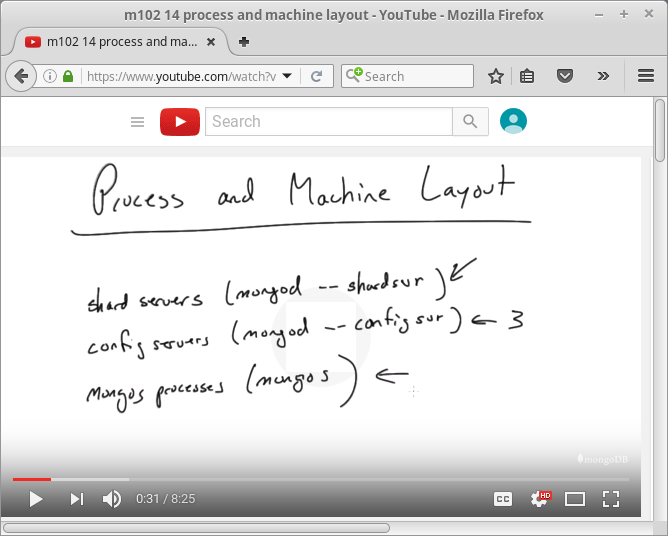 m102 14 process and machine layout - YouTube - Mozilla Firefox
m102 14 process and ma...
https://www.youtube.com/watch?v
Search
Search
Process and Machine Layout
shard servers (mongod -- shardsvr)
config servers (mongod -- configsvr) ← 3
Mongos processes (mongos) ←
mongoDB
0:31 / 8:25
CC
HD